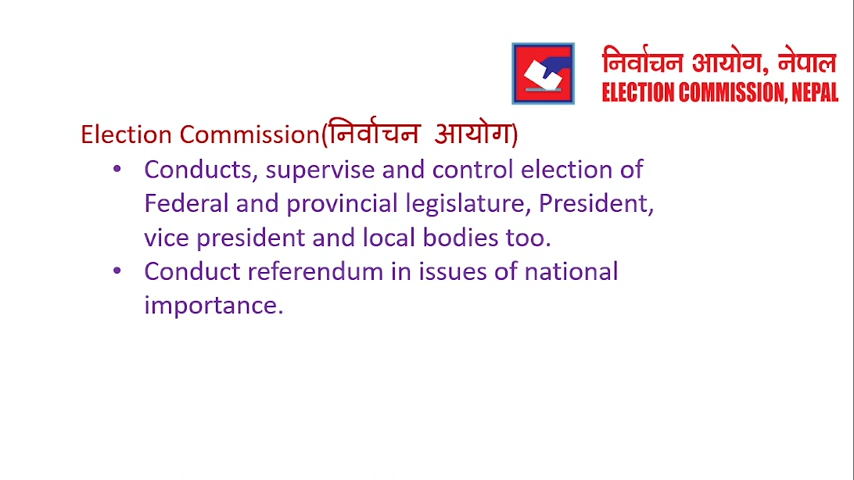 निर्वाचन आयोग, नेपाल
ELECTION COMMISSION, NEPAL
Election Commission(निर्वाचन आयोग)
• Conducts, supervise and control election of
Federal and provincial legislature, President,
vice president and local bodies too.
• Conduct referendum in issues of national
importance.